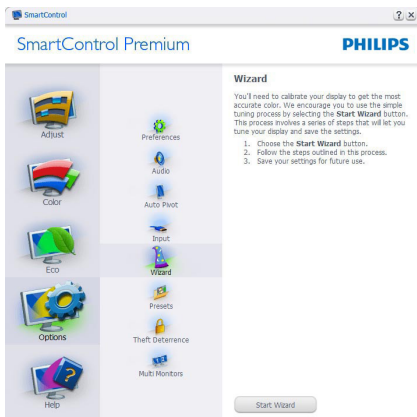 SmartControl
? ×
SmartControl Premium
PHILIPS
Adjust
Color
Eco
Options
Help
Preferences
Audio
Auto Pivot
Input
Wizard
Presets
Theft Deterrence
Multi Monitors
Wizard
You'll need to calibrate your display to get the most
accurate color. We encourage you to use the simple
tuning process by selecting the Start Wizard button.
This process involves a series of steps that will let you
tune your display and save the settings.
1. Choose the Start Wizard button.
2. Follow the steps outlined in this process.
3. Save your settings for future use.
Start Wizard